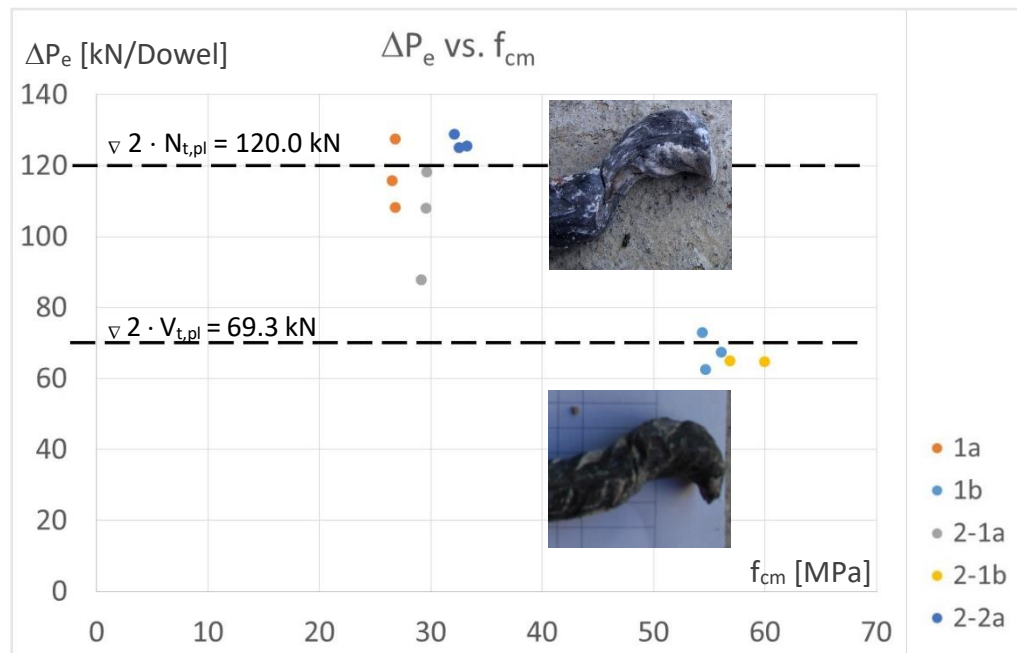 ΔPe vs. fcm
ΔPe [kN/Dowel]
140
120
100
80
60
40
20
0
∇ 2 · Nt,pl = 120.0 kN
∇ 2 · Vt,pl = 69.3 kN
fcm [MPa]
0 10 20 30 40 50 60 70
1a
1b
2-1a
2-1b
2-2a